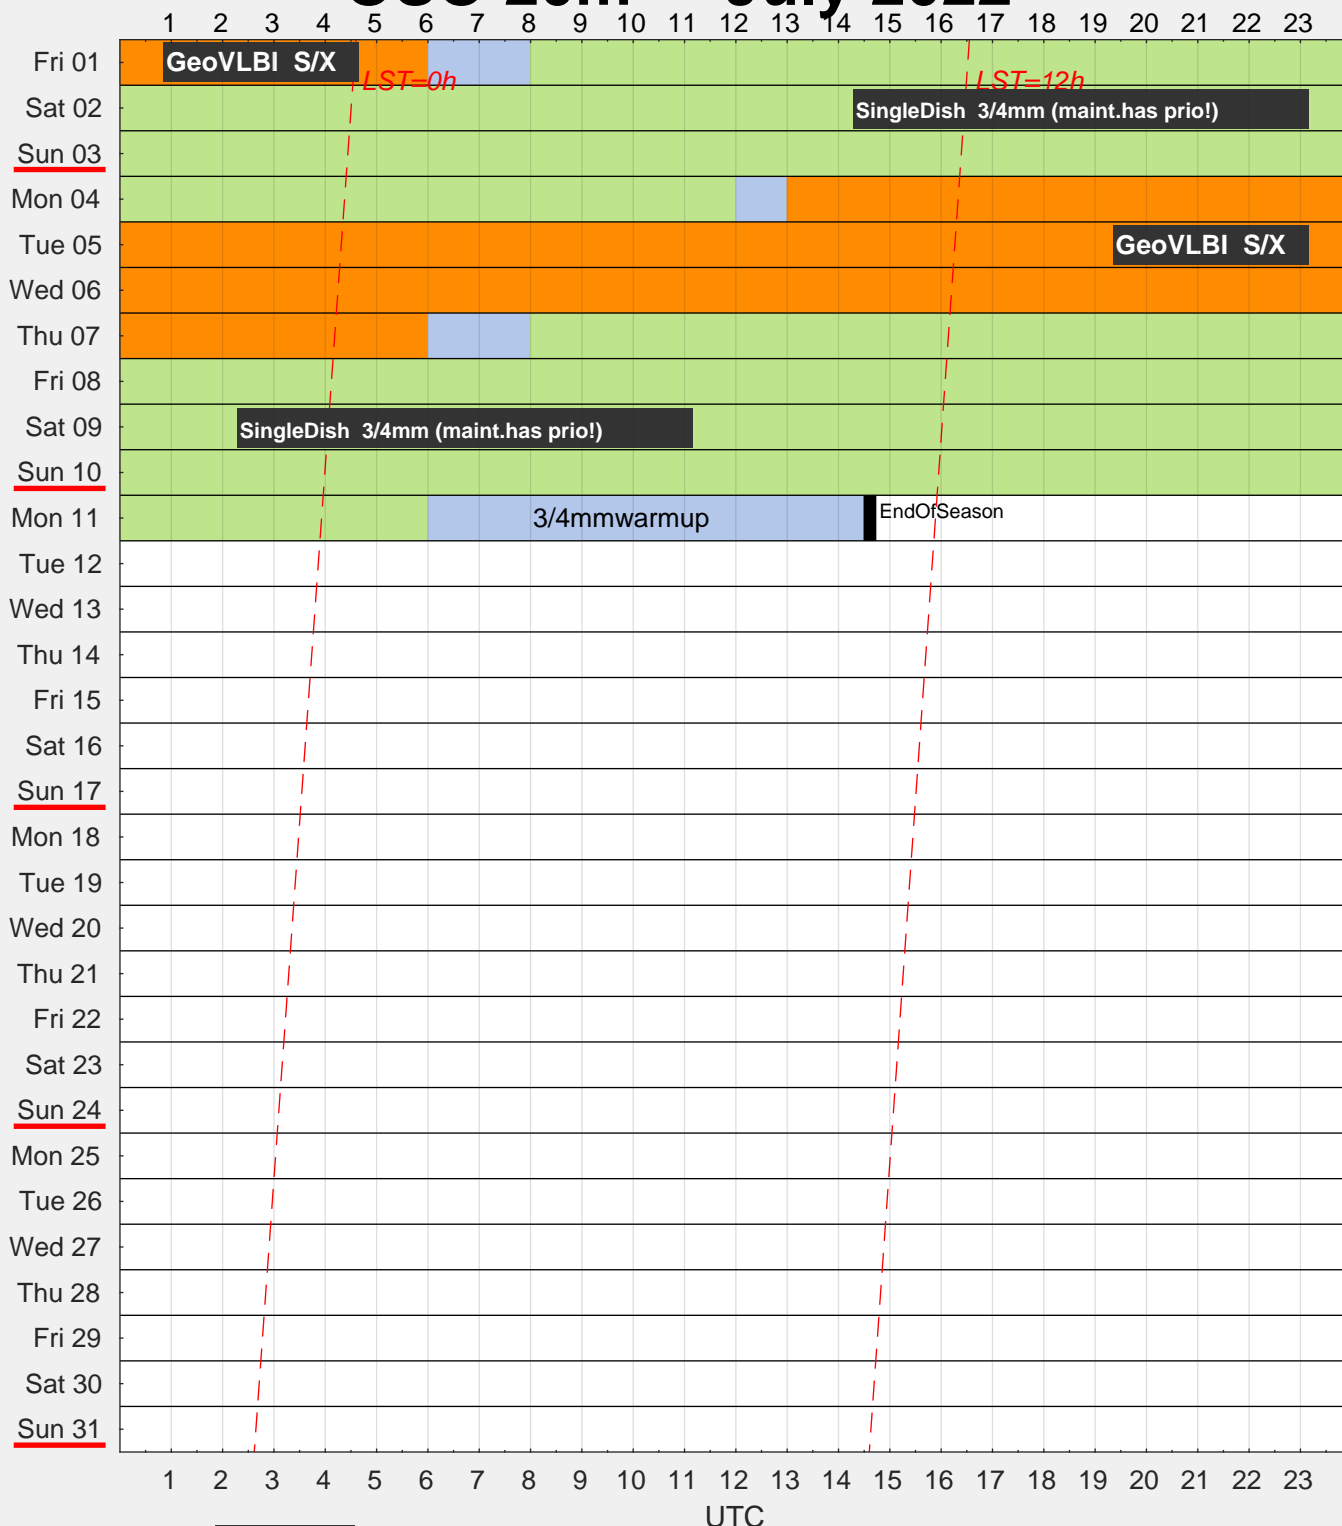 1 2 3 4 5 6 7 8 9 10 11 12 13 14 15 16 17 18 19 20 21 22 23
Fri 01 GeoVLBI S/X
LST=0h LST=12h
Sat 02 SingleDish 3/4mm (maint.has prio!)
Sun 03
Mon 04
Tue 05 GeoVLBI S/X
Wed 06
Thu 07
Fri 08
Sat 09 SingleDish 3/4mm (maint.has prio!)
Sun 10
Mon 11 3/4mmwarmup EndOfSeason
Tue 12
Wed 13
Thu 14
Fri 15
Sat 16
Sun 17
Mon 18
Tue 19
Wed 20
Thu 21
Fri 22
Sat 23
Sun 24
Mon 25
Tue 26
Wed 27
Thu 28
Fri 29
Sat 30
Sun 31
1 2 3 4 5 6 7 8 9 10 11 12 13 14 15 16 17 18 19 20 21 22 23
UTC